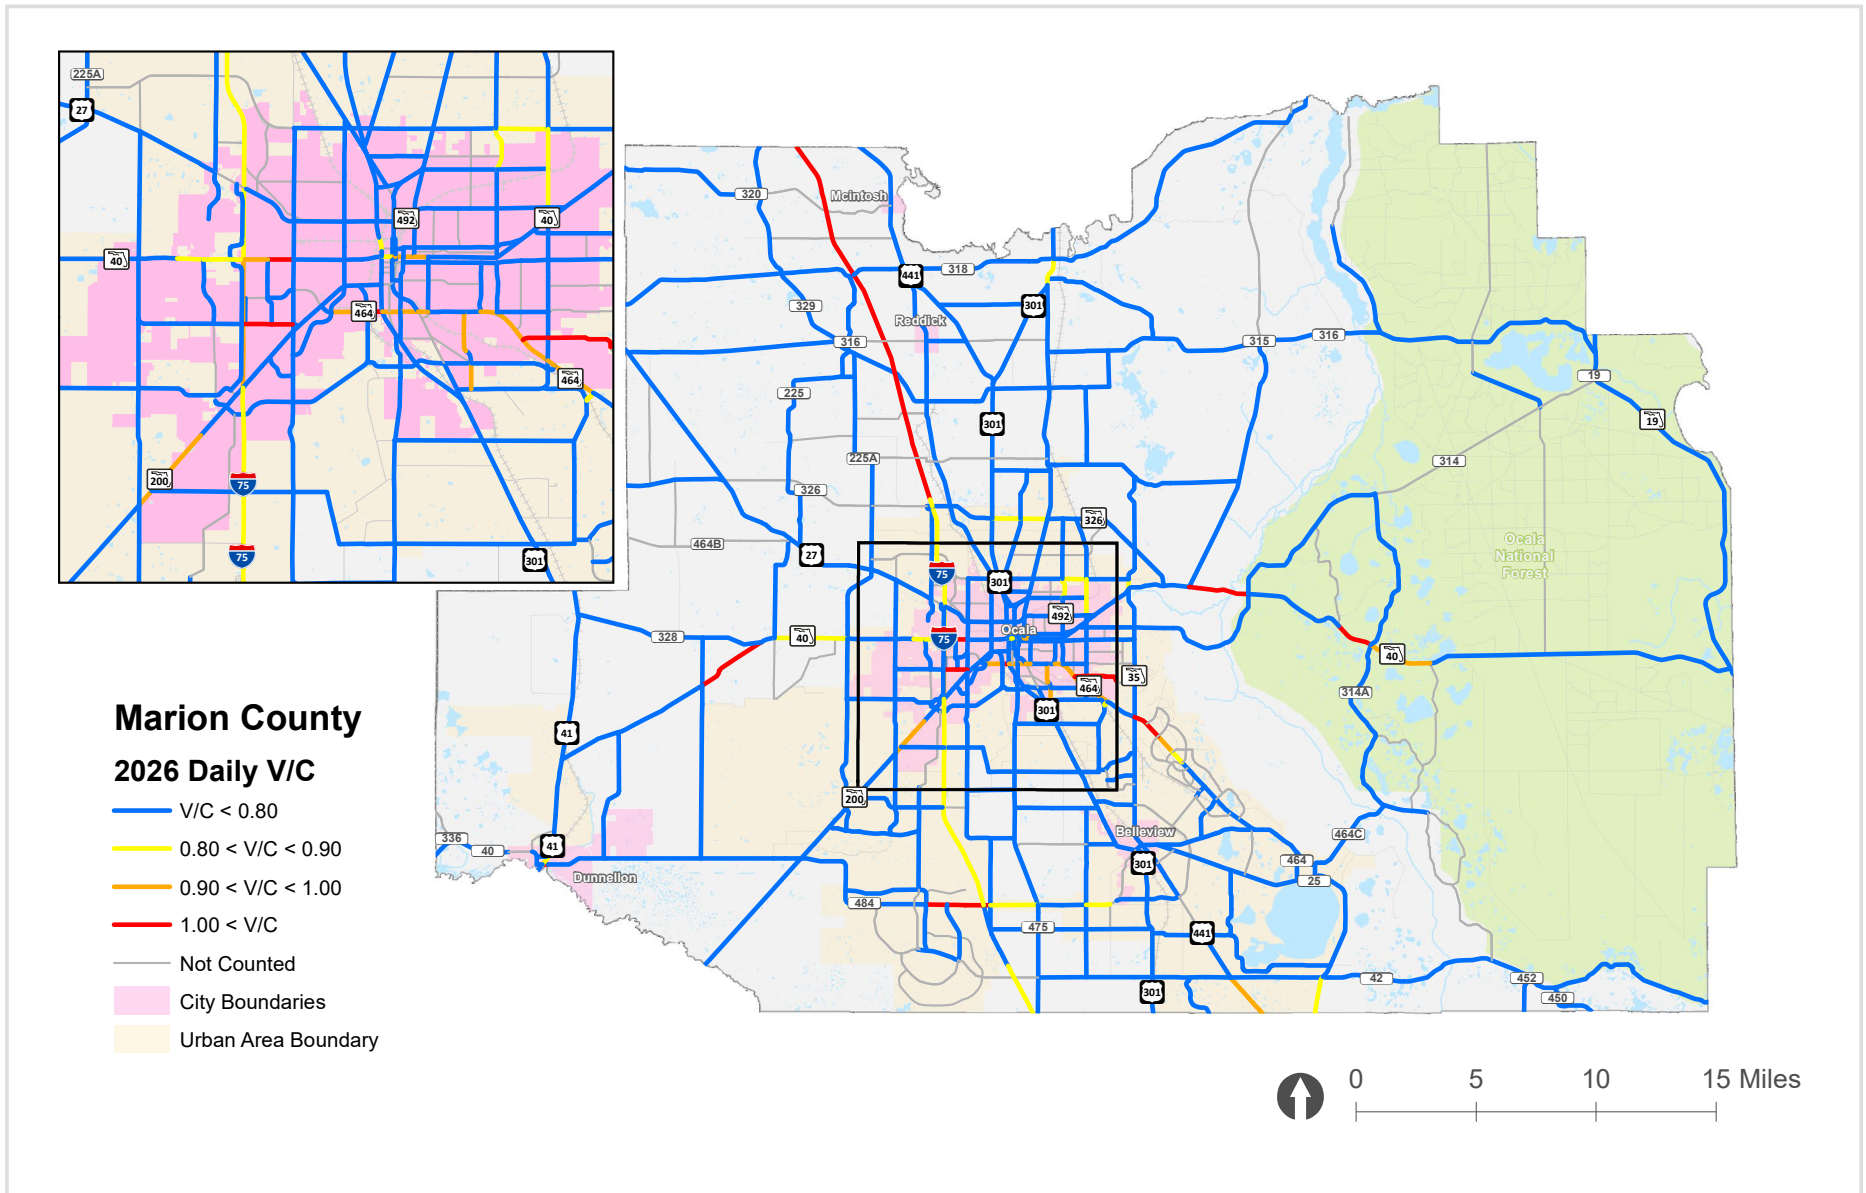 225A
27
492
40
40
464
464
200
75
75
301
320
McIntosh
441
318
301
329
Reddick
316
315
316
19
225
19
301
225A
314
326
326
464B
27
Ocala
National
Forest
75
301
492
328
40
75
Ocala
40
35
464
314A
301
41
200
336
40
41
Dunnellon
Belleview
301
464C
464
25
484
475
441
42
452
450
301
Marion County
2026 Daily V/C
V/C < 0.80
0.80 < V/C < 0.90
0.90 < V/C < 1.00
1.00 < V/C
Not Counted
City Boundaries
Urban Area Boundary
0 5 10 15 Miles